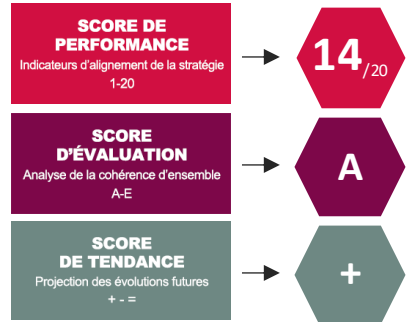 SCORE DE
PERFORMANCE
Indicateurs d'alignement de la stratégie
1-20
14/20
SCORE
D'ÉVALUATION
Analyse de la cohérence d'ensemble
A-E
A
SCORE
DE TENDANCE
Projection des évolutions futures
+ - =
+